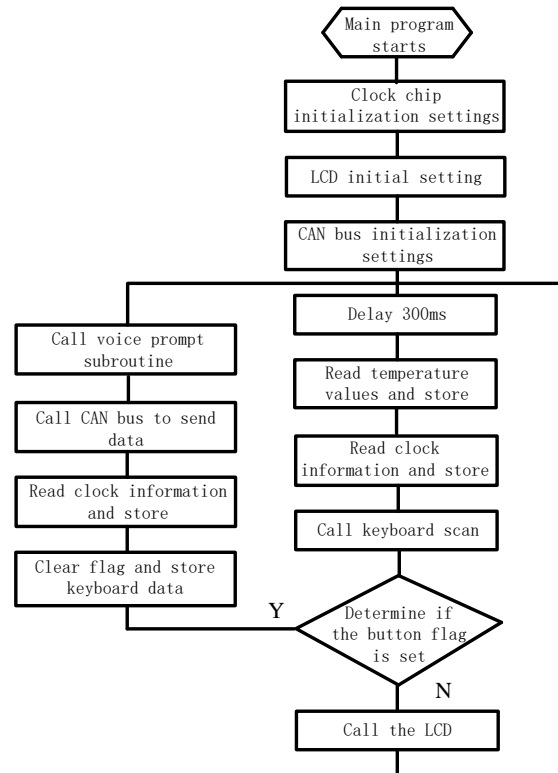 Main program
starts
Clock chip
initialization settings
LCD initial setting
CAN bus initialization
settings
Delay 300ms
Read temperature
values and store
Read clock
information and store
Call keyboard scan
Determine if
the button flag
is set
Y
N
Call the LCD
Call voice prompt
subroutine
Call CAN bus to send
data
Read clock information
and store
Clear flag and store
keyboard data